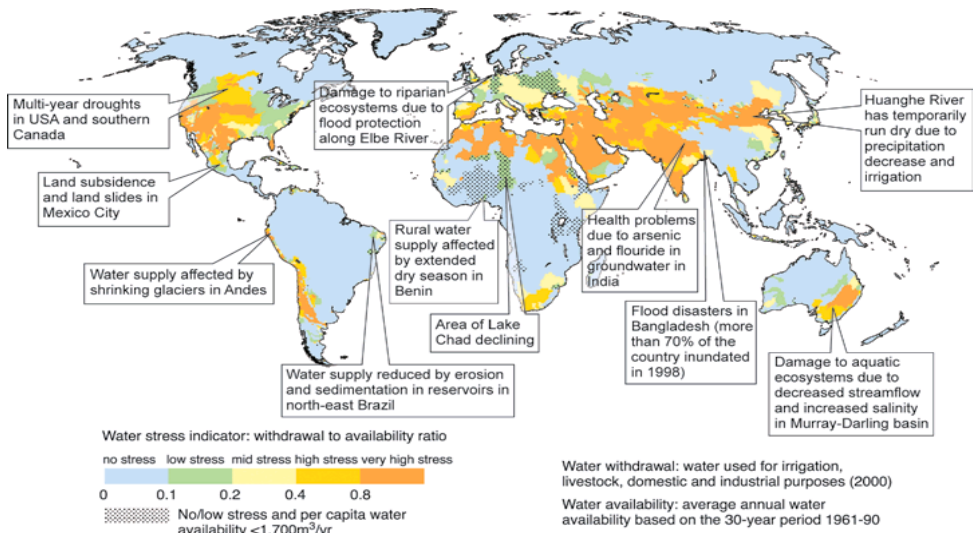 Multi-year droughts
in USA and southern
Canada
Damage to riparian
ecosystems due to
flood protection
along Elbe River
Huanghe River
has temporarily
run dry due to
precipitation
decrease and
irrigation
Land subsidence
and land slides in
Mexico City
Rural water
supply affected
by extended
dry season in
Benin
Health problems
due to arsenic
and flouride in
groundwater in
India
Water supply affected by
shrinking glaciers in Andes
Area of Lake
Chad declining
Flood disasters in
Bangladesh (more
than 70% of the
country inundated
in 1998)
Water supply reduced by erosion
and sedimentation in reservoirs in
north-east Brazil
Damage to aquatic
ecosystems due to
decreased streamflow
and increased salinity
in Murray-Darling basin
Water stress indicator: withdrawal to availability ratio
no stress low stress mid stress high stress very high stress
0 0.1 0.2 0.4 0.8
No/low stress and per capita water
availability <1,700m³/yr
Water withdrawal: water used for irrigation,
livestock, domestic and industrial purposes (2000)
Water availability: average annual water
availability based on the 30-year period 1961-90